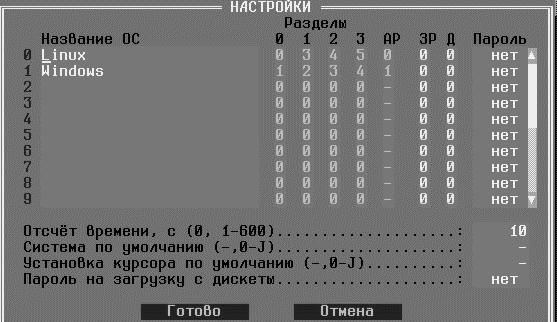 НАСТРОЙКИ
Разделы
Название ОС 0 1 2 3 АР ЗР Д Пароль
0 Linux 0 3 4 5 0 0 0 нет
1 Windows 1 2 3 4 1 0 0 нет
2 0 0 0 0 - 0 0 нет
3 0 0 0 0 - 0 0 нет
4 0 0 0 0 - 0 0 нет
5 0 0 0 0 - 0 0 нет
6 0 0 0 0 - 0 0 нет
7 0 0 0 0 - 0 0 нет
8 0 0 0 0 - 0 0 нет
9 0 0 0 0 - 0 0 нет
Отсчёт времени, с (0, 1-600)....................: 10
Система по умолчанию (-,0-J)....................: -
Установка курсора по умолчанию (-,0-J)..........: -
Пароль на загрузку с дискеты....................: нет
Готово Отмена